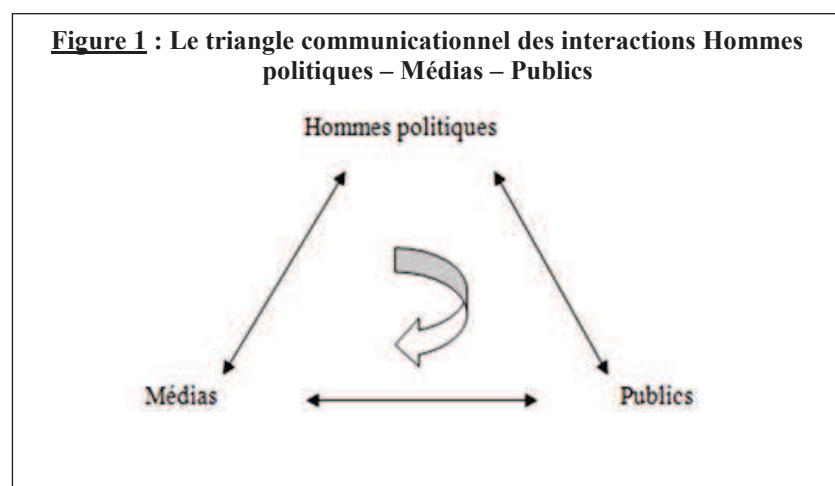 Figure 1 : Le triangle communicationnel des interactions Hommes
politiques – Médias – Publics
Hommes politiques
Médias
Publics